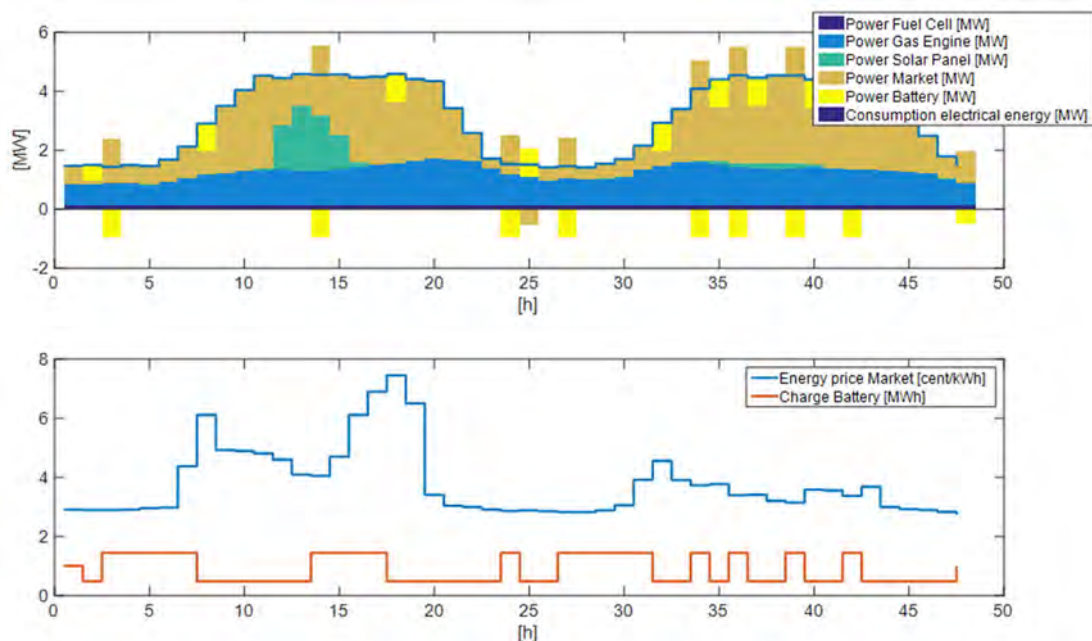 Power Fuel Cell [MW]
Power Gas Engine [MW]
Power Solar Panel [MW]
Power Market [MW]
Power Battery [MW]
Consumption electrical energy [MW]
6
4
2
0
-2
[MW]
0 5 10 15 20 25 30 35 40 45 50
[h]
8
6
4
2
0
Energy price Market [cent/kWh]
Charge Battery [MWh]
0 5 10 15 20 25 30 35 40 45 50
[h]